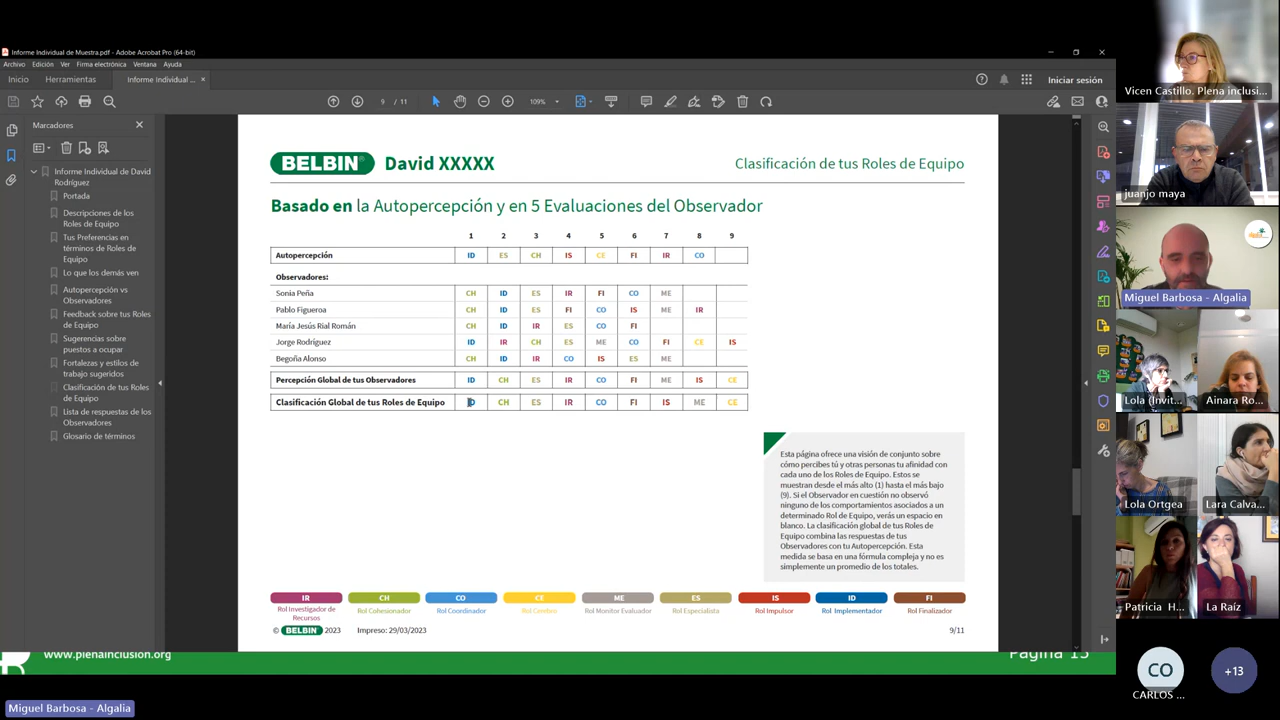 Informe Individual de Muestra.pdf - Adobe Acrobat Pro (64-bit)
Archivo Edición Ver Firma electrónica Ventana Ayuda
Inicio Herramientas Informe Individual ... × Iniciar sesión
9 / 11 109%
Marcadores
Informe Individual de David Rodríguez
Portada
Descripciones de los
Roles de Equipo
Tus Preferencias en
términos de Roles de
Equipo
Lo que los demás ven
Autopercepción vs
Observadores
Feedback sobre tus Roles
de Equipo
Sugerencias sobre
puestos a ocupar
Fortalezas y estilos de
trabajo sugeridos
Clasificación de tus Roles
de Equipo
Lista de respuestas de los
Observadores
Glosario de términos
BELBIN® David XXXXX Clasificación de tus Roles de Equipo
Basado en la Autopercepción y en 5 Evaluaciones del Observador
1 2 3 4 5 6 7 8 9
Autopercepción ID ES CH IS CE FI IR CO
Observadores:
Sonia Peña CH ID ES IR FI CO ME
Pablo Figueroa CH ID ES FI CO IS ME IR
María Jesús Rial Román CH ID IR ES CO FI
Jorge Rodríguez ID IR CH ES ME CO FI CE IS
Begoña Alonso CH ID IR CO IS ES ME
Percepción Global de tus Observadores ID CH ES IR CO FI ME IS CE
Clasificación Global de tus Roles de Equipo ID CH ES IR CO FI IS ME CE
Esta página ofrece una visión de conjunto sobre
cómo percibes tú y otras personas tu afinidad con
cada uno de los Roles de Equipo. Estos se
muestran desde el más alto (1) hasta el más bajo
(9). Si el Observador en cuestión no observó
ninguno de los comportamientos asociados a un
determinado Rol de Equipo, verás un espacio en
blanco. La clasificación global de tus Roles de
Equipo combina las respuestas de tus
Observadores con tu Autopercepción. Esta
medida se basa en una fórmula compleja y no es
simplemente un promedio de los totales.
IR CH CO CE ME ES IS ID FI
Rol Investigador de Recursos Rol Cohesionador Rol Coordinador Rol Cerebro Rol Monitor Evaluador Rol Especialista Rol Impulsor Rol Implementador Rol Finalizador
© BELBIN® 2023 Impreso: 29/03/2023 9/11
www.plenainclusion.org Página 15
Miguel Barbosa - Algalia
Vicen Castillo. Plena inclusi...
juanjo maya
Miguel Barbosa - Algalia
Lola (Invit... Ainara Ro...
Lola Ortgea Lara Calva...
Patricia H... La Raíz
CO +13
CARLOS ...